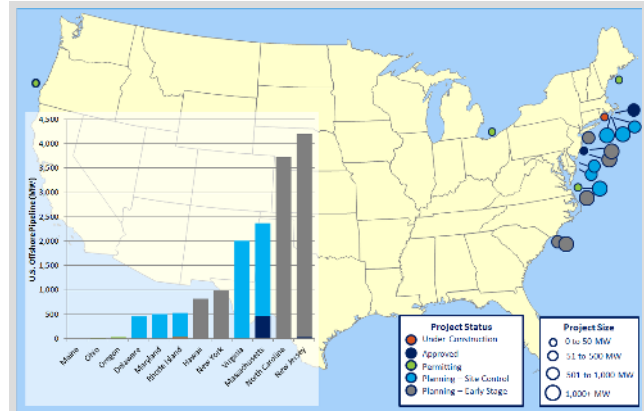 U.S. Offshore Pipeline (MW)
4,500
4,000
3,500
3,000
2,500
2,000
1,500
1,000
500
0
Maine
Ohio
Oregon
Delaware
Maryland
Rhode Island
Hawaii
New York
Virginia
Massachusetts
North Carolina
New Jersey
Project Status
Under Construction
Approved
Permitting
Planning – Site Control
Planning – Early Stage
Project Size
0 to 50 MW
51 to 500 MW
501 to 1,000 MW
1,000+ MW